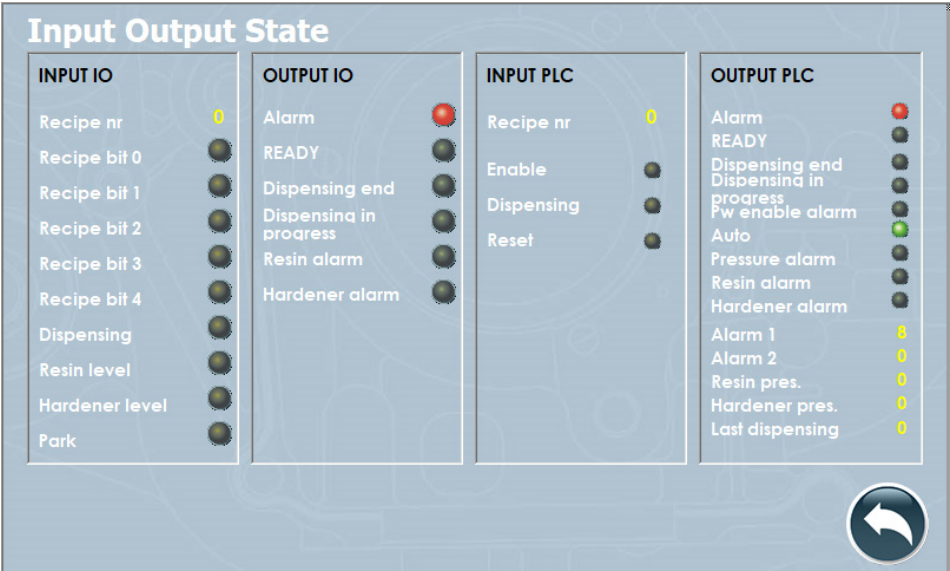 Input Output State
INPUT IO
Recipe nr 0
Recipe bit 0
Recipe bit 1
Recipe bit 2
Recipe bit 3
Recipe bit 4
Dispensing
Resin level
Hardener level
Park
OUTPUT IO
Alarm
READY
Dispensing end
Dispensing in
progress
Resin alarm
Hardener alarm
INPUT PLC
Recipe nr 0
Enable
Dispensing
Reset
OUTPUT PLC
Alarm
READY
Dispensing end
Dispensing in
progress
Pw enable alarm
Auto
Pressure alarm
Resin alarm
Hardener alarm
Alarm 1 8
Alarm 2 0
Resin pres. 0
Hardener pres. 0
Last dispensing 0